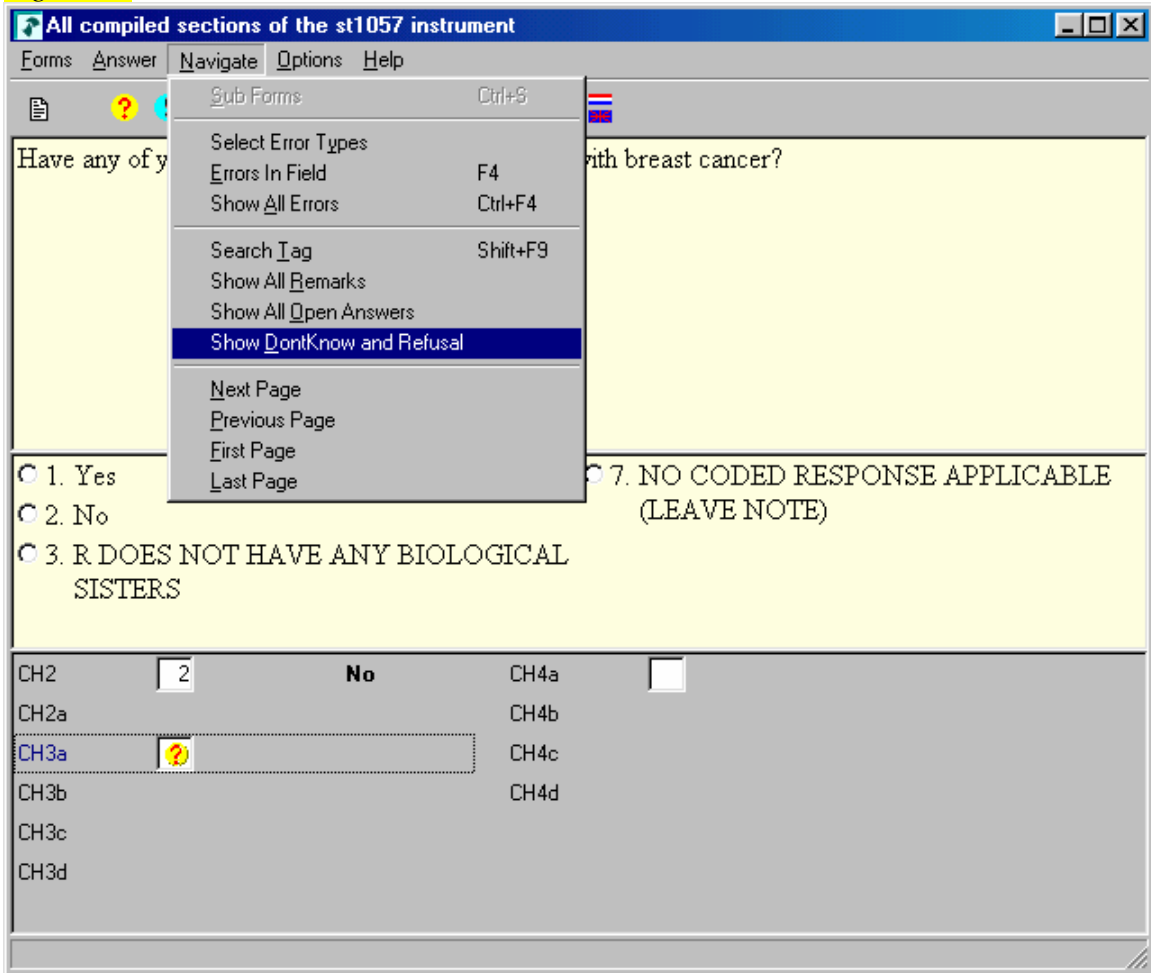 All compiled sections of the st1057 instrument
Forms Answer Navigate Options Help
Sub Forms Ctrl+S
Select Error Types
Errors In Field F4
Show All Errors Ctrl+F4
Search Tag Shift+F9
Show All Remarks
Show All Open Answers
Show DontKnow and Refusal
Next Page
Previous Page
First Page
Last Page
Have any of y
with breast cancer?
1. Yes
2. No
3. R DOES NOT HAVE ANY BIOLOGICAL
SISTERS
7. NO CODED RESPONSE APPLICABLE
(LEAVE NOTE)
CH2 2 No
CH2a
CH3a ?
CH3b
CH3c
CH3d
CH4a
CH4b
CH4c
CH4d